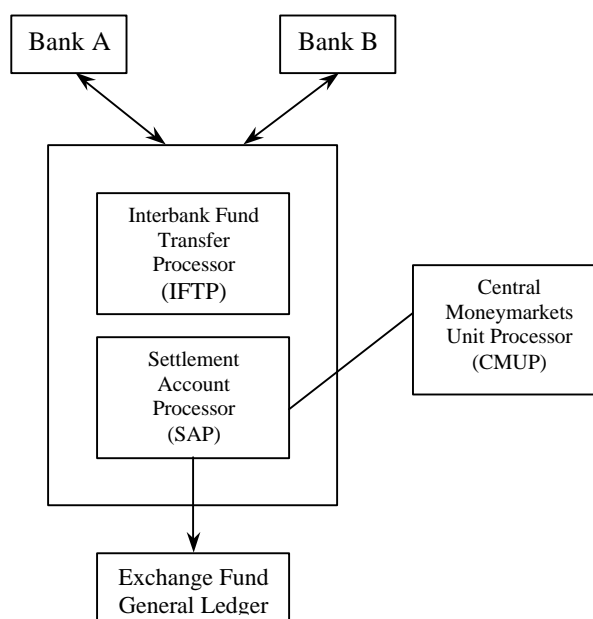 Bank A
Bank B
Interbank Fund
Transfer
Processor
(IFTP)
Central
Moneymarkets
Unit Processor
(CMUP)
Settlement
Account
Processor
(SAP)
Exchange Fund
General Ledger